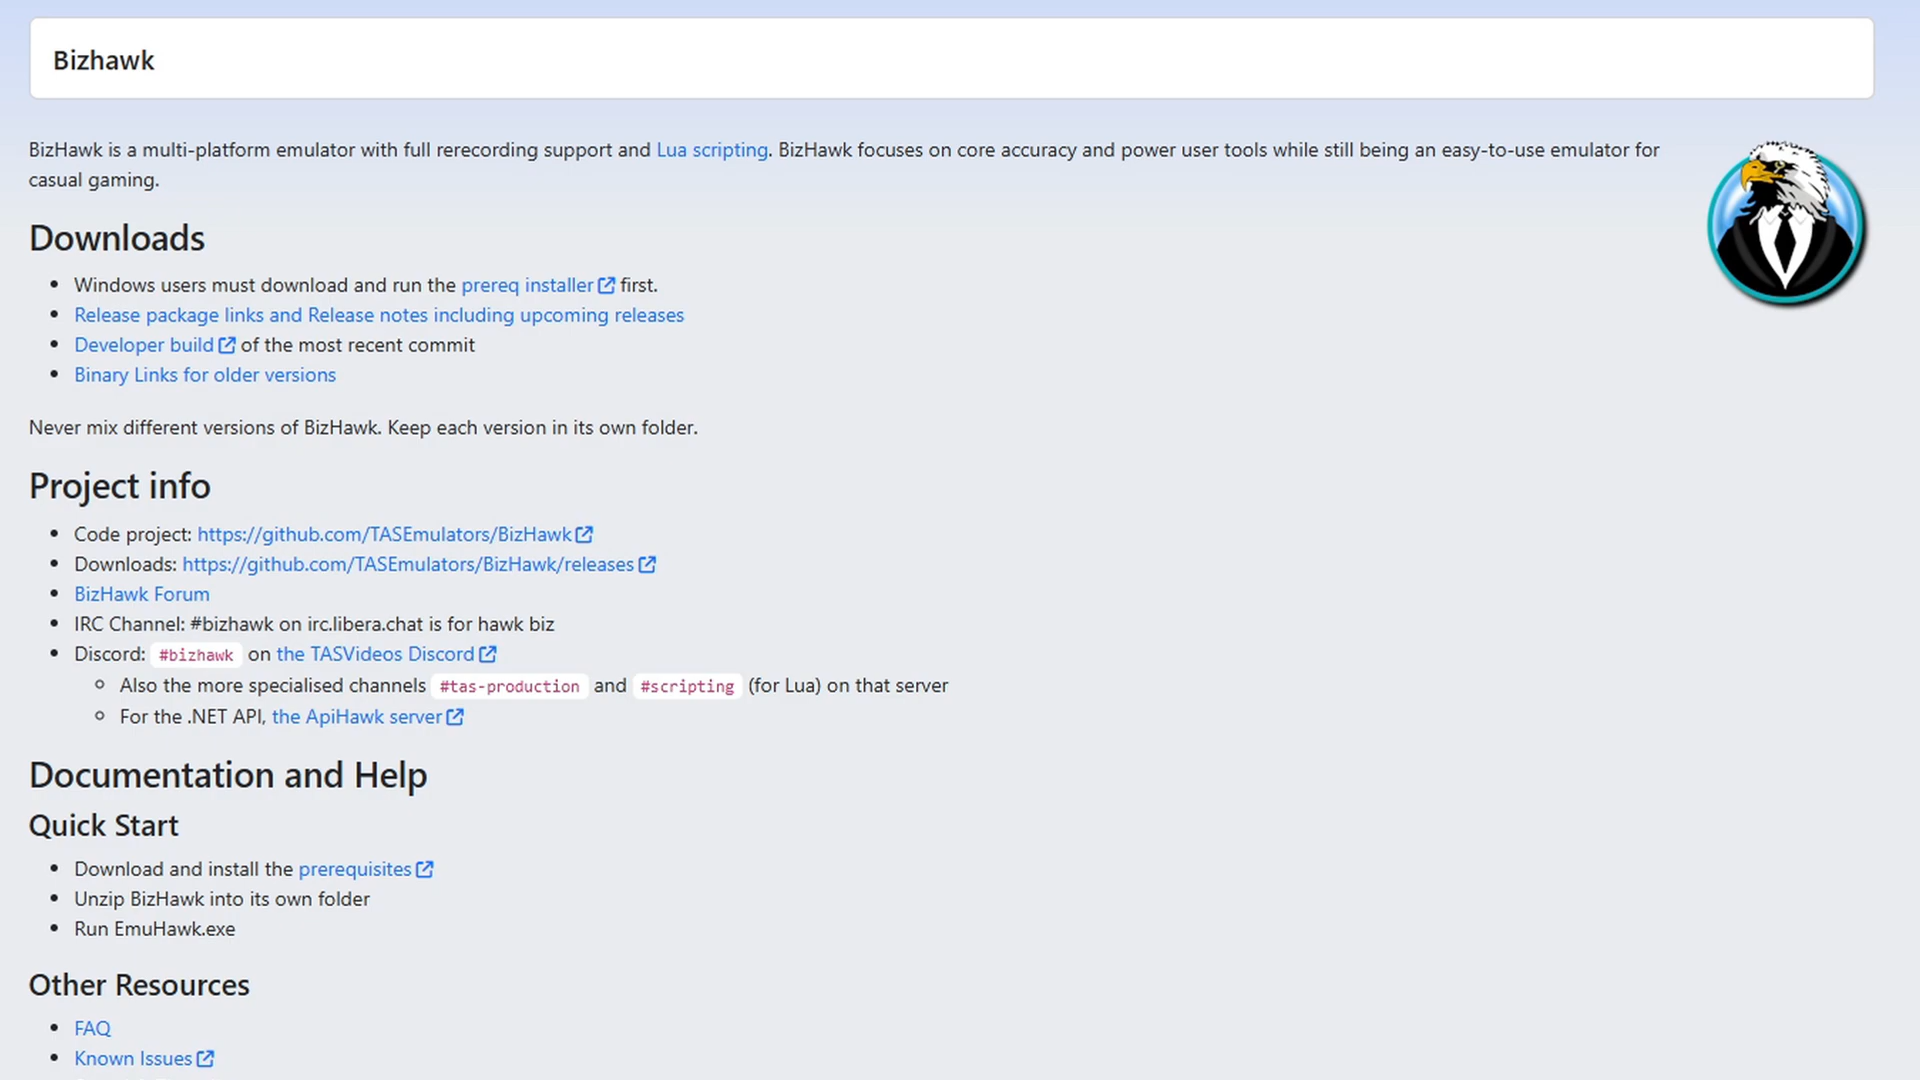 Bizhawk
BizHawk is a multi-platform emulator with full rerecording support and Lua scripting. BizHawk focuses on core accuracy and power user tools while still being an easy-to-use emulator for
casual gaming.
Downloads
Windows users must download and run the prereq installer first.
Release package links and Release notes including upcoming releases
Developer build of the most recent commit
Binary Links for older versions
Never mix different versions of BizHawk. Keep each version in its own folder.
Project info
Code project: https://github.com/TASEmulators/BizHawk
Downloads: https://github.com/TASEmulators/BizHawk/releases
BizHawk Forum
IRC Channel: #bizhawk on irc.libera.chat is for hawk biz
Discord: #bizhawk on the TASVideos Discord
Also the more specialised channels #tas-production and #scripting (for Lua) on that server
For the .NET API, the ApiHawk server
Documentation and Help
Quick Start
Download and install the prerequisites
Unzip BizHawk into its own folder
Run EmuHawk.exe
Other Resources
FAQ
Known Issues